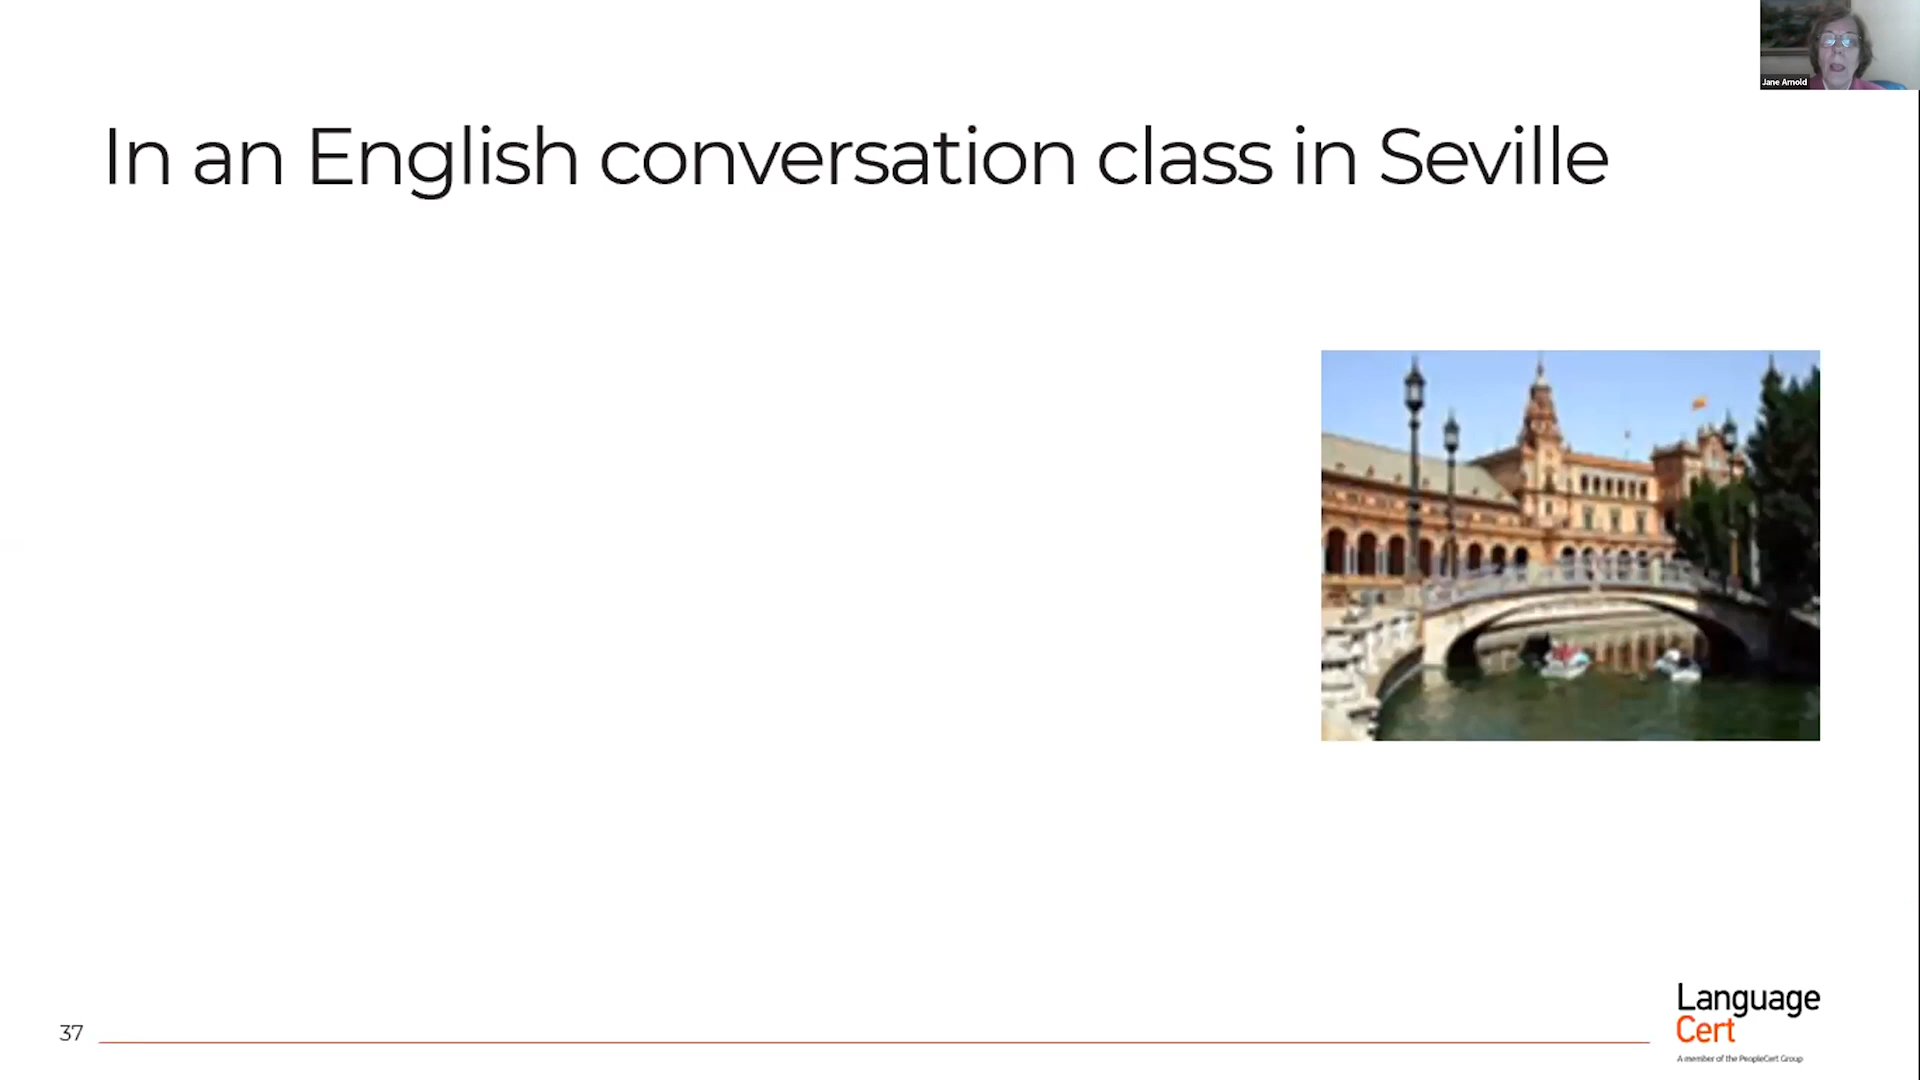 Jane Arnold
In an English conversation class in Seville
37
Language
Cert
A member of the PeopleCert Group